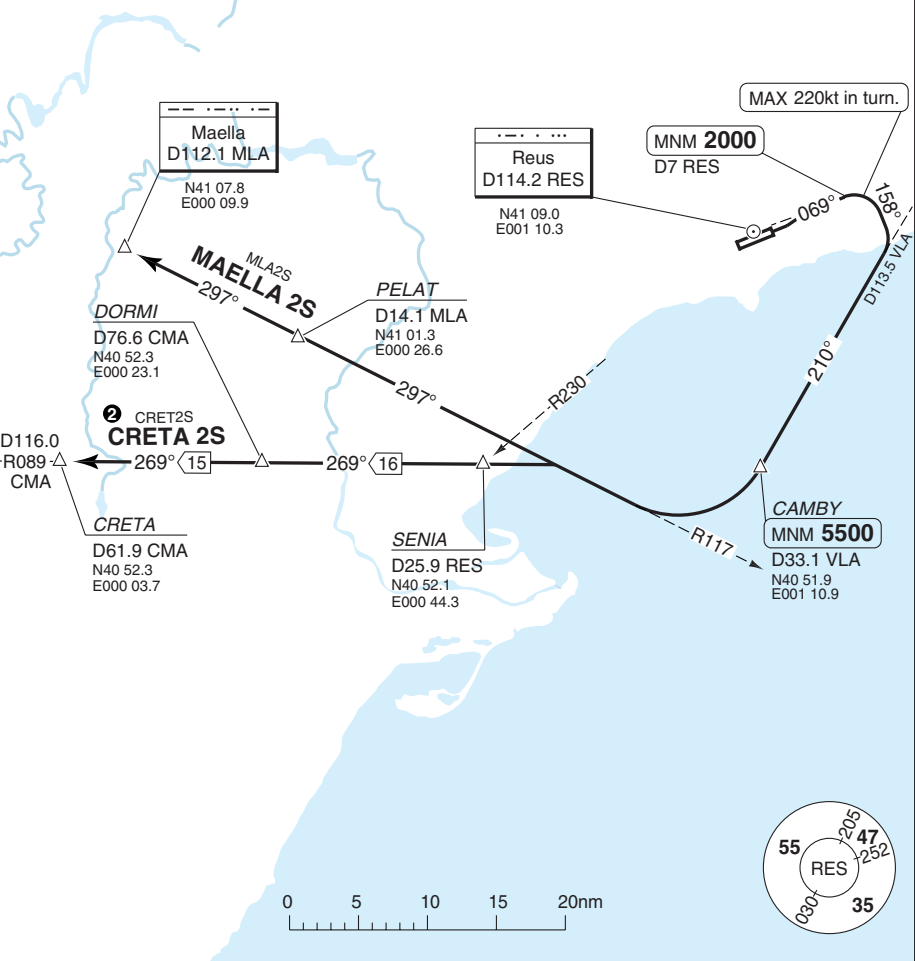 MAX 220kt in turn.
MNM 2000
D7 RES
Maella
D112.1 MLA
N41 07.8
E000 09.9
Reus
D114.2 RES
N41 09.0
E001 10.3
069°
158°
D113.5 VLA
MLA2S
MAELLA 2S
297°
PELAT
D14.1 MLA
N41 01.3
E000 26.6
DORMI
D76.6 CMA
N40 52.3
E000 23.1
210°
297°
R230
2 CRET2S
CRETA 2S
D116.0
R089
CMA
269° 15
269° 16
CRETA
D61.9 CMA
N40 52.3
E000 03.7
SENIA
D25.9 RES
N40 52.1
E000 44.3
R117
CAMBY
MNM 5500
D33.1 VLA
N40 51.9
E001 10.9
205
55
47
252
RES
030
35
0 5 10 15 20nm